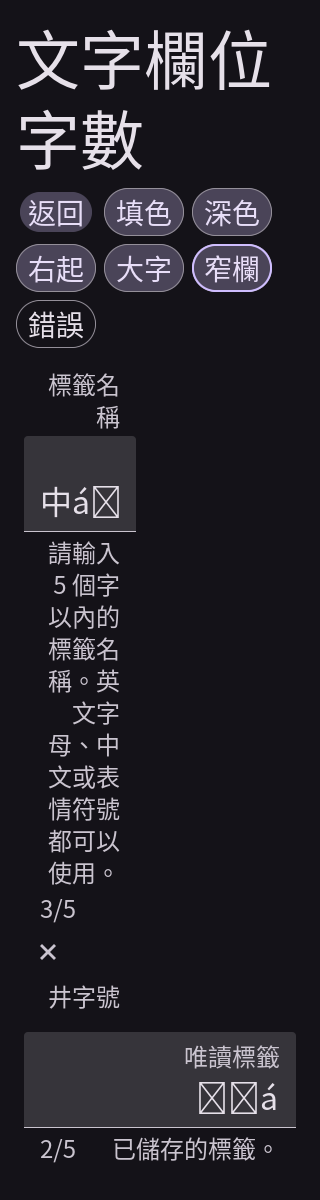 文字欄位
字數
返回 填色 深色
右起 大字 窄欄
錯誤
標籤名
稱
中á
請輸入
5 個字
以內的
標籤名
稱。英
文字
母、中
文或表
情符號
都可以
使用。
3/5
×
井字號
唯讀標籤
á
2/5 已儲存的標籤。